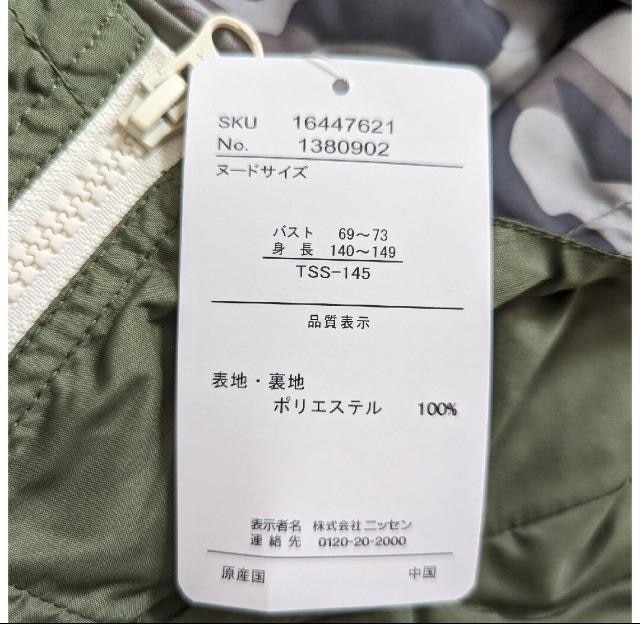 SKU 16447621
No. 1380902
ヌードサイズ
バスト 69～73
身長 140～149
TSS-145
品質表示
表地・裏地
ポリエステル 100%
表示者名 株式会社ニッセン
連絡先 0120-20-2000
原産国 中国